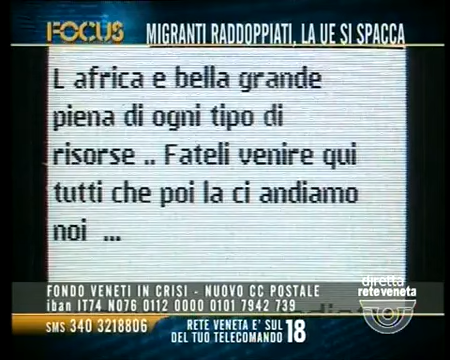 FOCUS
MIGRANTI RADDOPPIATI, LA UE SI SPACCA
L africa e bella grande
piena di ogni tipo di
risorse .. Fateli venire qui
tutti che poi la ci andiamo
noi ...
FONDO VENETI IN CRISI - NUOVO CC POSTALE
iban IT74 N076 0112 0000 0101 7942 739
diretta
reteveneta
SMS 340 3218806
RETE VENETA E' SUL
DEL TUO TELECOMANDO 18